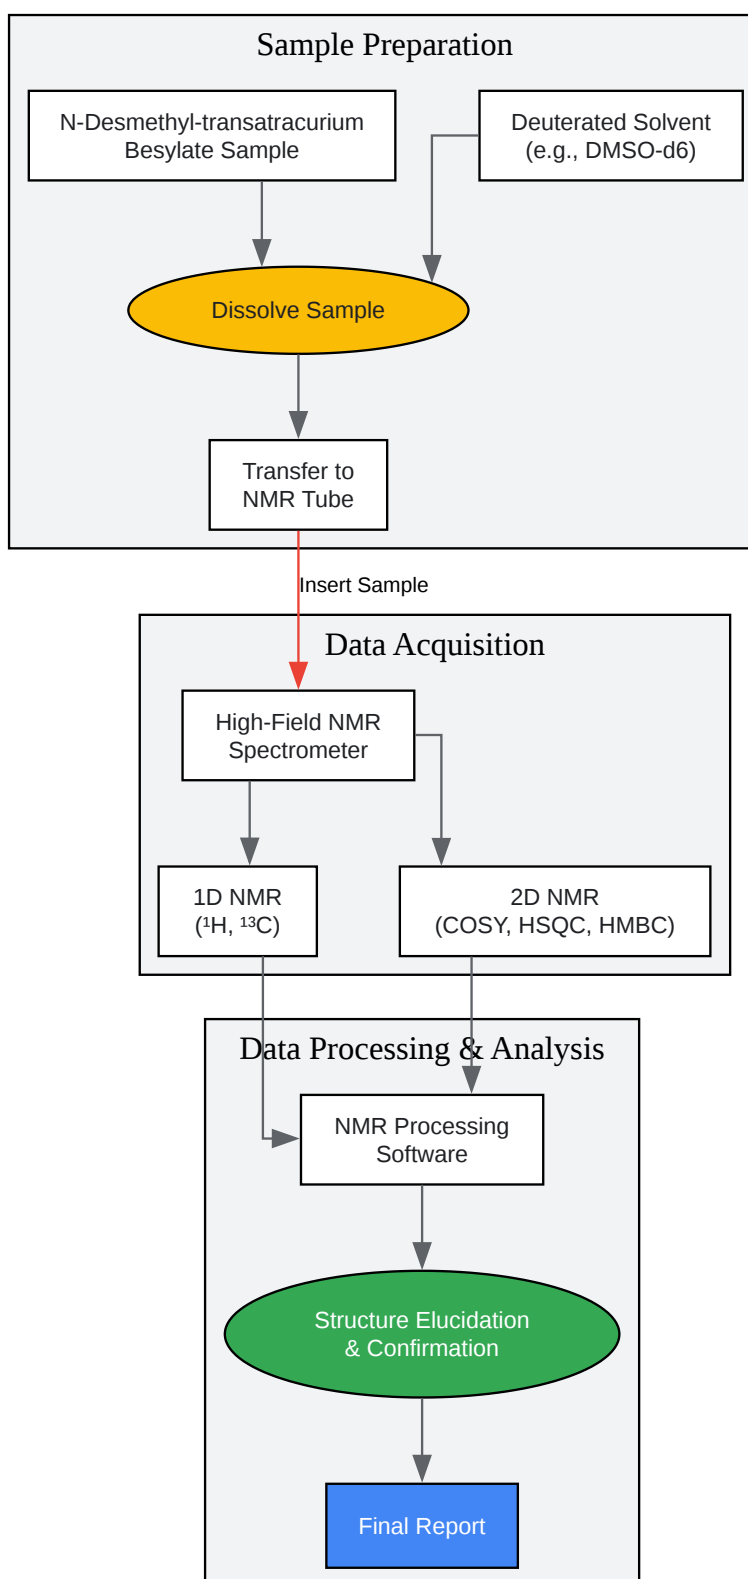 Sample Preparation
N-Desmethyl-transatracurium
Besylate Sample
Deuterated Solvent
(e.g., DMSO-d6)
Dissolve Sample
Transfer to
NMR Tube
Insert Sample
Data Acquisition
High-Field NMR
Spectrometer
1D NMR
(¹H, ¹³C)
2D NMR
(COSY, HSQC, HMBC)
Data Processing & Analysis
NMR Processing
Software
Structure Elucidation
& Confirmation
Final Report